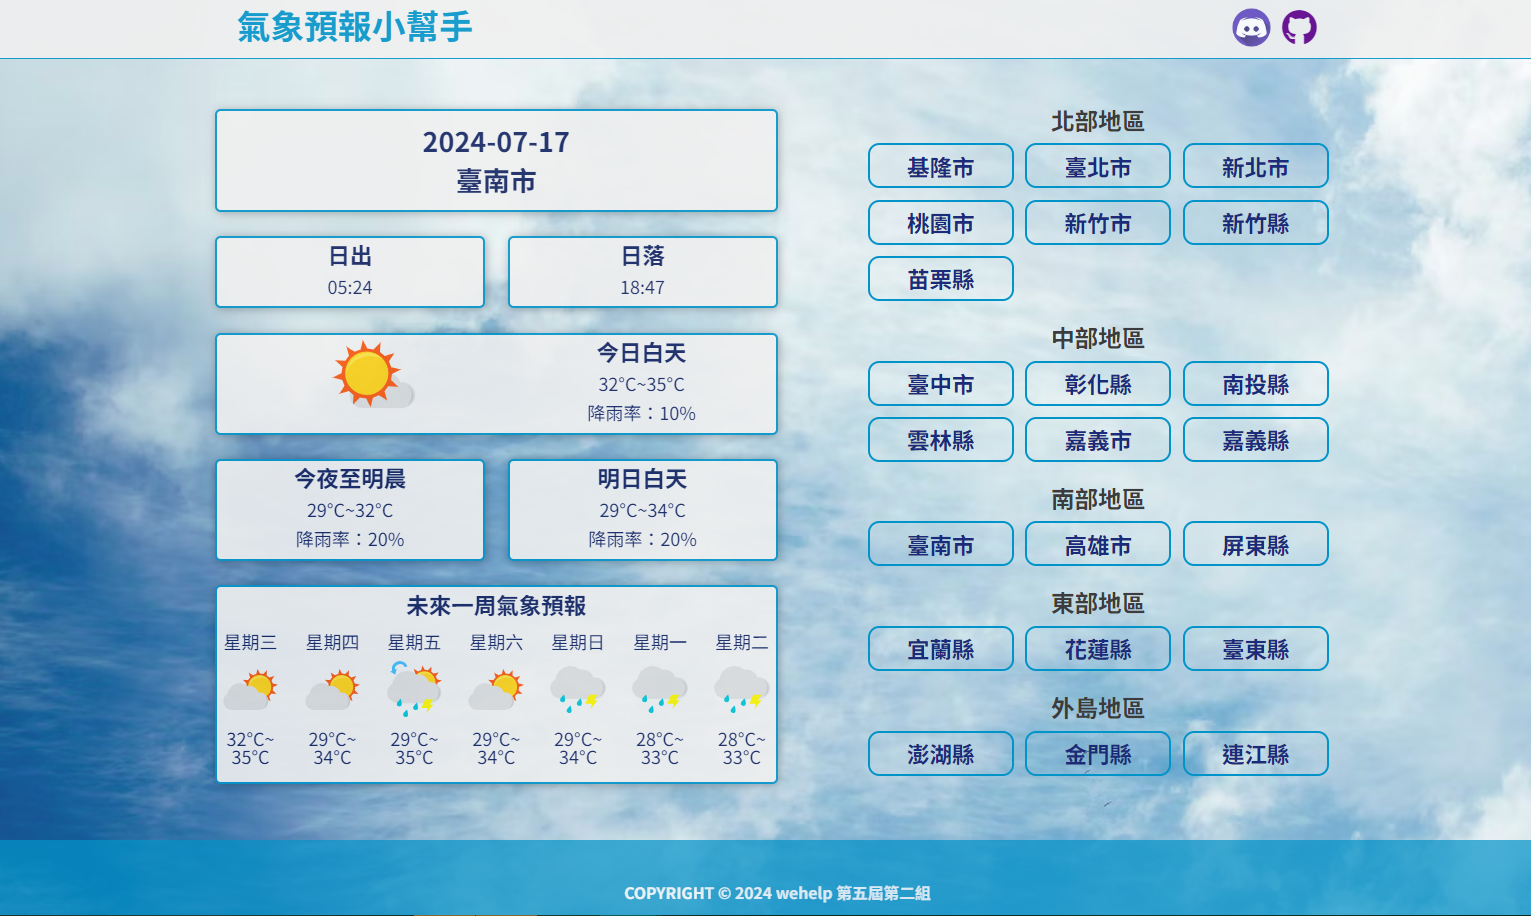 氣象預報小幫手
2024-07-17
臺南市
日出
05:24
日落
18:47
今日白天
32°C~35°C
降雨率：10%
今夜至明晨
29°C~32°C
降雨率：20%
明日白天
29°C~34°C
降雨率：20%
未來一周氣象預報
星期三 星期四 星期五 星期六 星期日 星期一 星期二
32°C~ 29°C~ 29°C~ 29°C~ 29°C~ 28°C~ 28°C~
35°C 34°C 35°C 34°C 34°C 33°C 33°C
北部地區
基隆市 臺北市 新北市
桃園市 新竹市 新竹縣
苗栗縣
中部地區
臺中市 彰化縣 南投縣
雲林縣 嘉義市 嘉義縣
南部地區
臺南市 高雄市 屏東縣
東部地區
宜蘭縣 花蓮縣 臺東縣
外島地區
澎湖縣 金門縣 連江縣
COPYRIGHT © 2024 wehelp 第五屆第二組